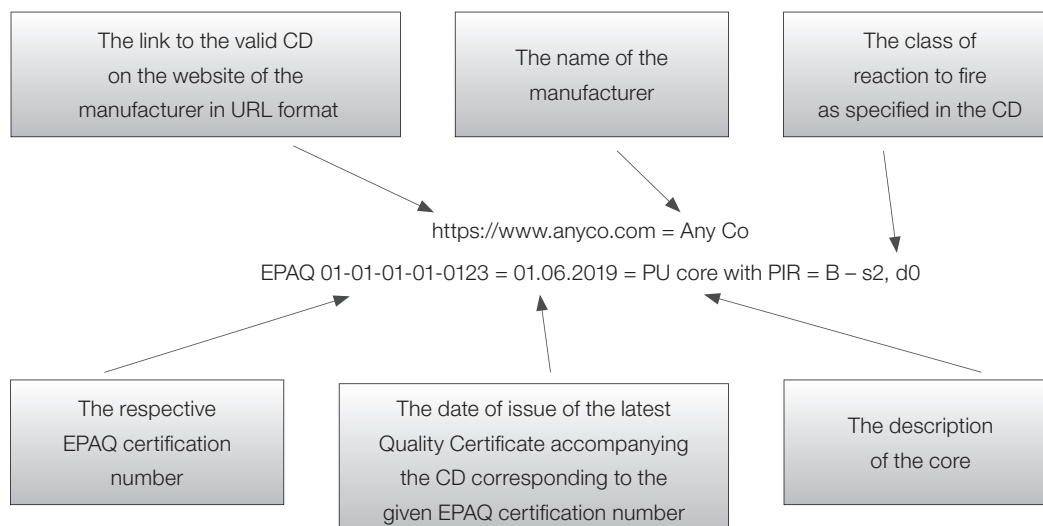 The link to the valid CD
on the website of the
manufacturer in URL format
The name of the
manufacturer
The class of
reaction to fire
as specified in the CD
https://www.anyco.com = Any Co
EPAQ 01-01-01-01-0123 = 01.06.2019 = PU core with PIR = B – s2, d0
The respective
EPAQ certification
number
The date of issue of the latest
Quality Certificate accompanying
the CD corresponding to the
given EPAQ certification number
The description
of the core